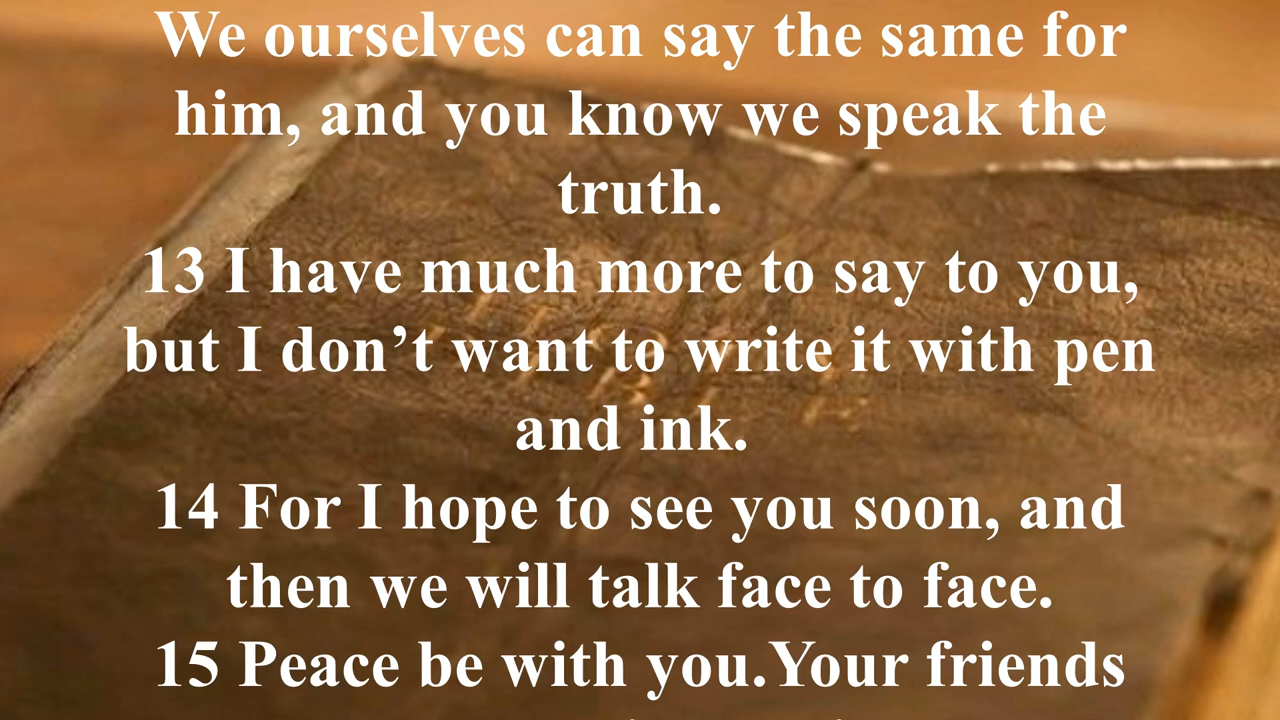 We ourselves can say the same for
him, and you know we speak the
truth.
13 I have much more to say to you,
but I don’t want to write it with pen
and ink.
14 For I hope to see you soon, and
then we will talk face to face.
15 Peace be with you.Your friends